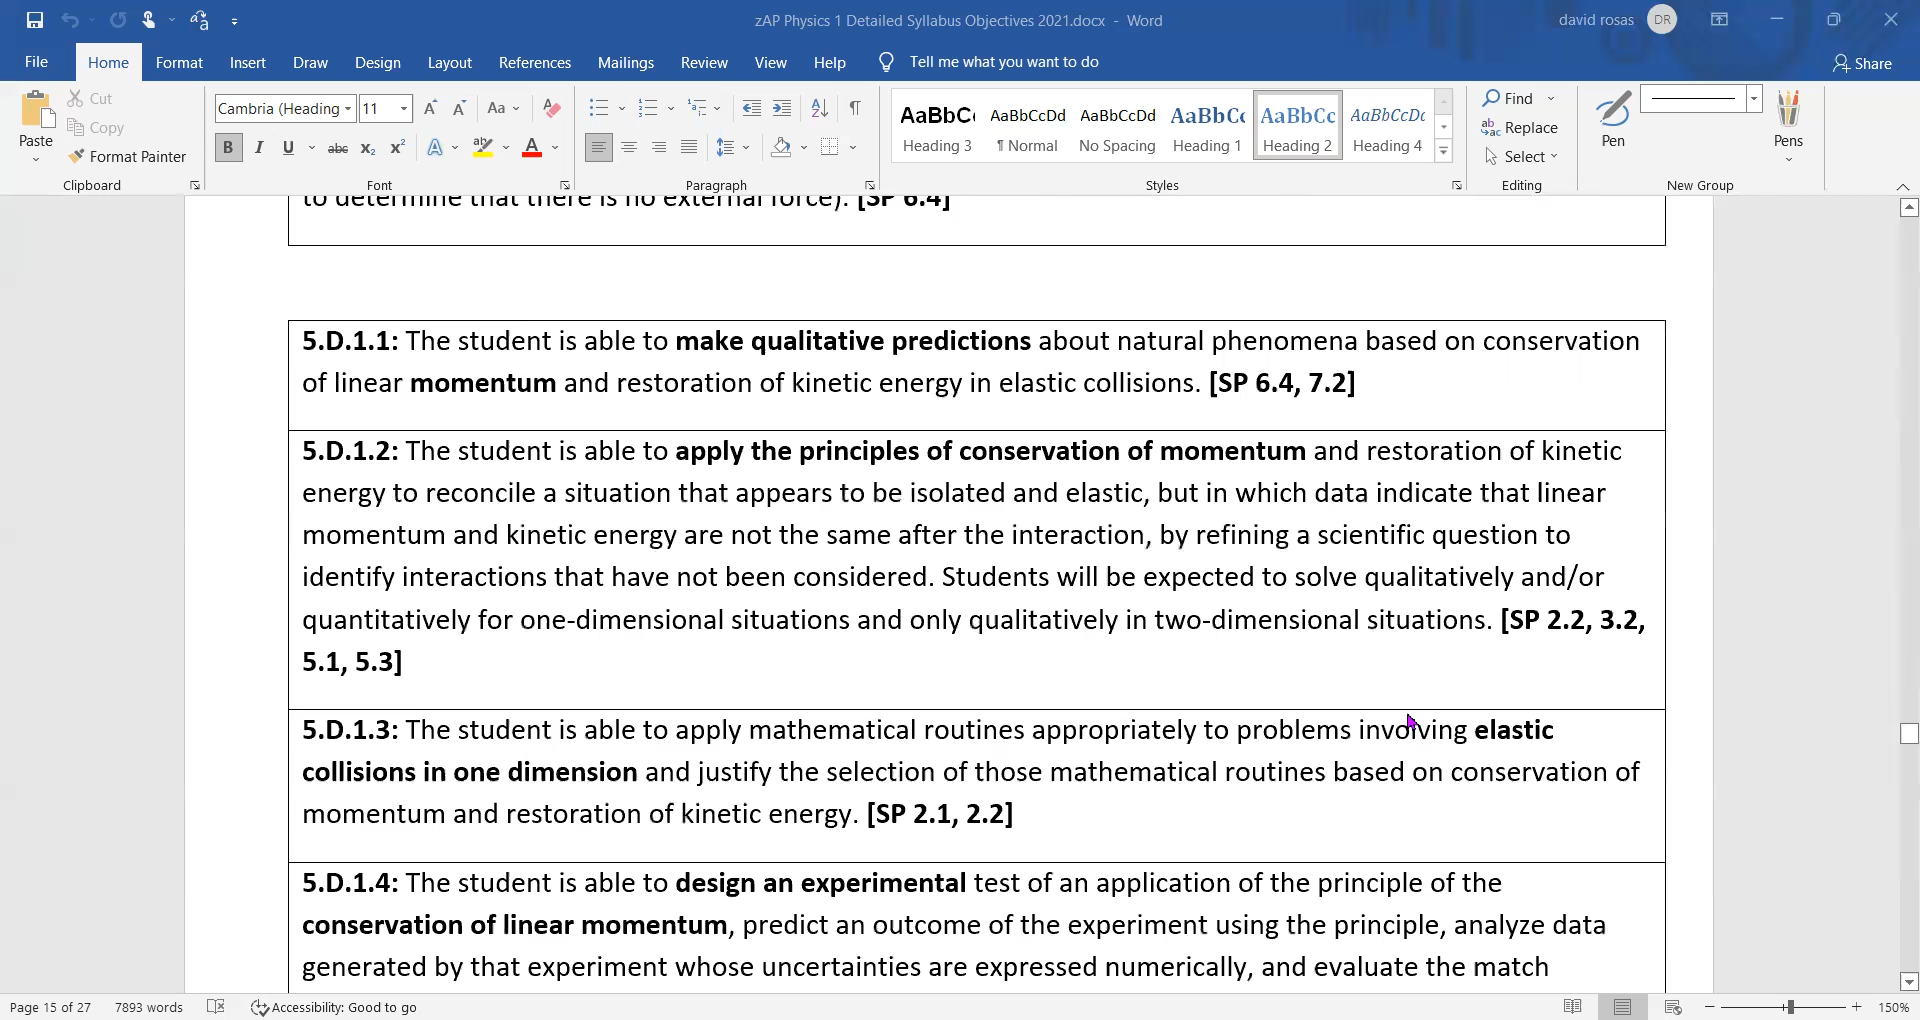 zAP Physics 1 Detailed Syllabus Objectives 2021.docx - Word
david rosas
DR
File
Home
Format
Insert
Draw
Design
Layout
References
Mailings
Review
View
Help
Tell me what you want to do
Share
Paste
Cut
Copy
Format Painter
Clipboard
Cambria (Heading
11
Font
Paragraph
AaBbC
Heading 3
AaBbCcDd
¶ Normal
AaBbCcDd
No Spacing
AaBbCc
Heading 1
AaBbCc
Heading 2
AaBbCcDc
Heading 4
Styles
Find
Replace
Select
Editing
Pen
Pens
New Group
to determine that there is no external force). [SP 6.4]
5.D.1.1: The student is able to make qualitative predictions about natural phenomena based on conservation
of linear momentum and restoration of kinetic energy in elastic collisions. [SP 6.4, 7.2]
5.D.1.2: The student is able to apply the principles of conservation of momentum and restoration of kinetic
energy to reconcile a situation that appears to be isolated and elastic, but in which data indicate that linear
momentum and kinetic energy are not the same after the interaction, by refining a scientific question to
identify interactions that have not been considered. Students will be expected to solve qualitatively and/or
quantitatively for one-dimensional situations and only qualitatively in two-dimensional situations. [SP 2.2, 3.2,
5.1, 5.3]
5.D.1.3: The student is able to apply mathematical routines appropriately to problems involving elastic
collisions in one dimension and justify the selection of those mathematical routines based on conservation of
momentum and restoration of kinetic energy. [SP 2.1, 2.2]
5.D.1.4: The student is able to design an experimental test of an application of the principle of the
conservation of linear momentum, predict an outcome of the experiment using the principle, analyze data
generated by that experiment whose uncertainties are expressed numerically, and evaluate the match
Page 15 of 27
7893 words
Accessibility: Good to go
150%